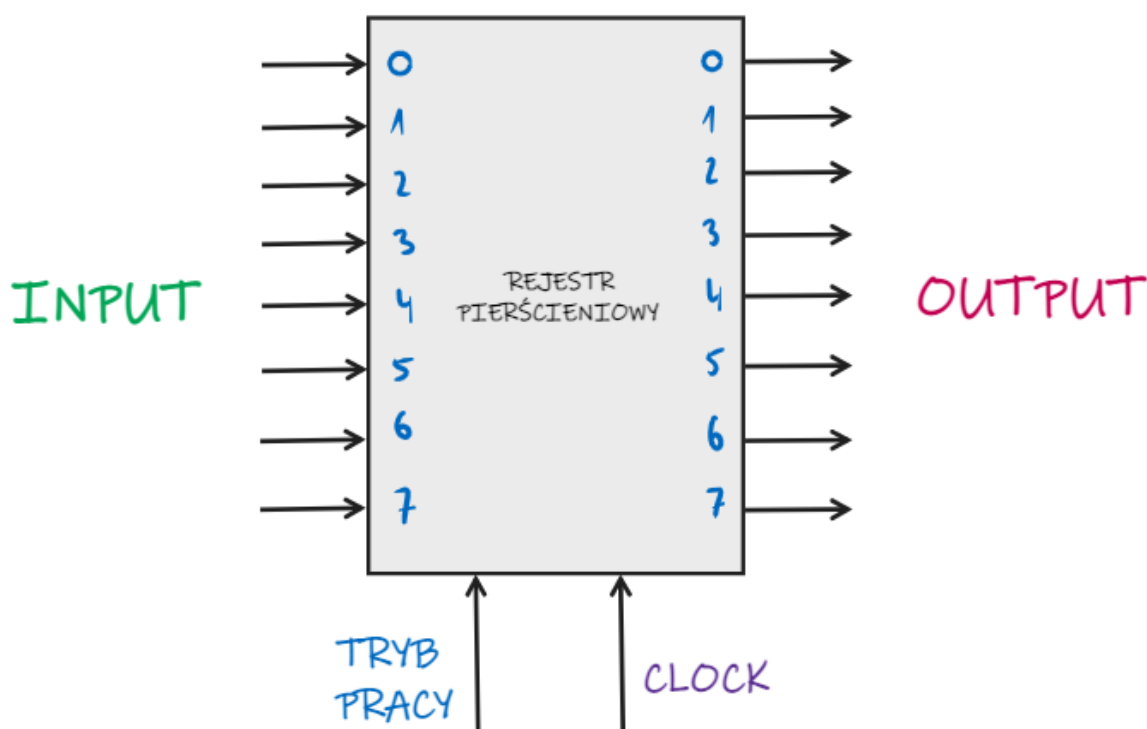 0 0
1 1
2 2
3 3
4 4
5 5
6 6
7 7
INPUT
REJESTR
PIERŚCIENIOWY
OUTPUT
TRYB
PRACY
CLOCK